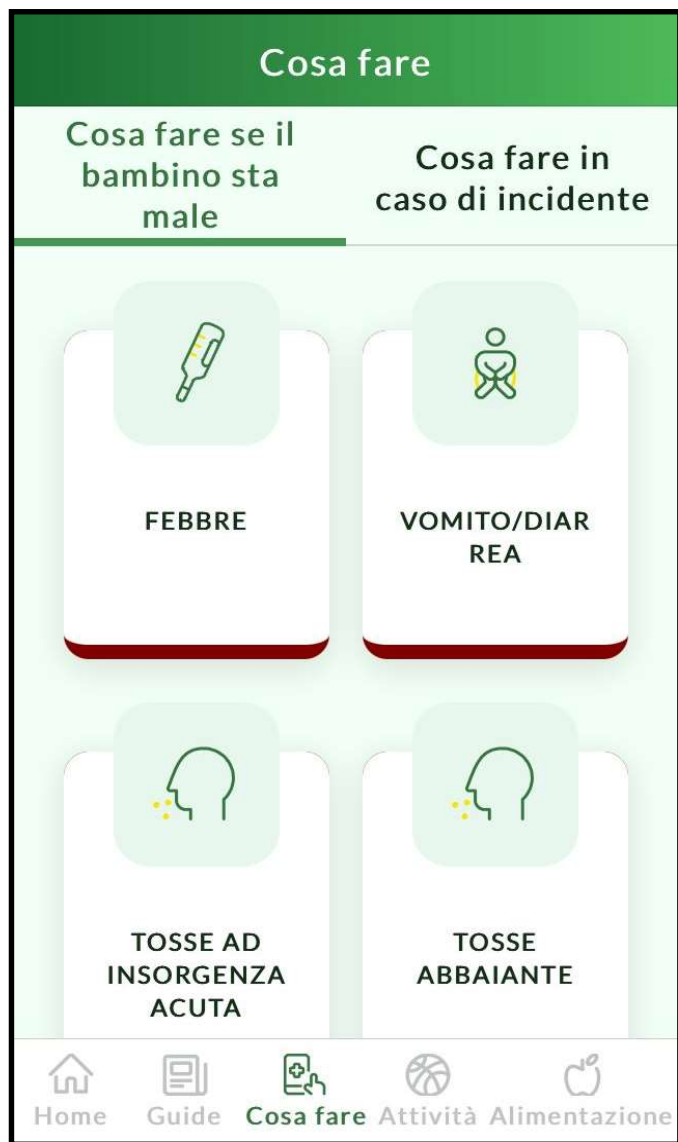 Cosa fare
Cosa fare se il
bambino sta
male
Cosa fare in
caso di incidente
FEBBRE
VOMITO/DIAR
REA
TOSSE AD
INSORGENZA
ACUTA
TOSSE
ABBAIANTE
Home Guide Cosa fare Attività Alimentazione